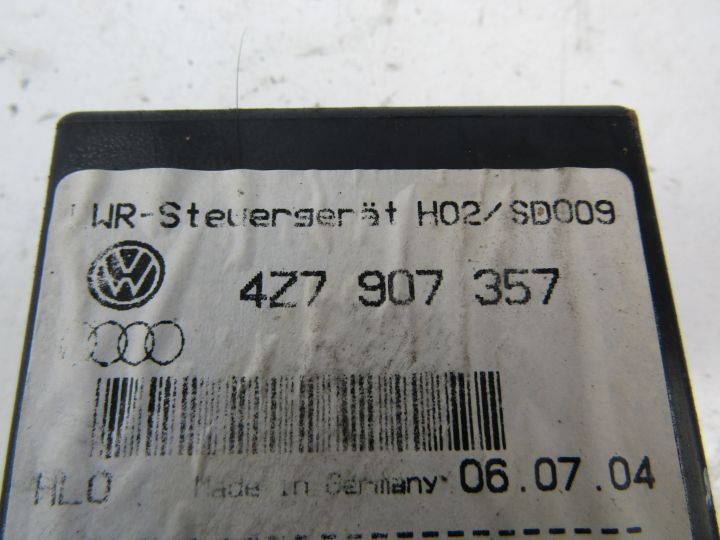 LWR-Steuergerät H02/SD009
4Z7 907 357
HLO Made in Germany 06.07.04